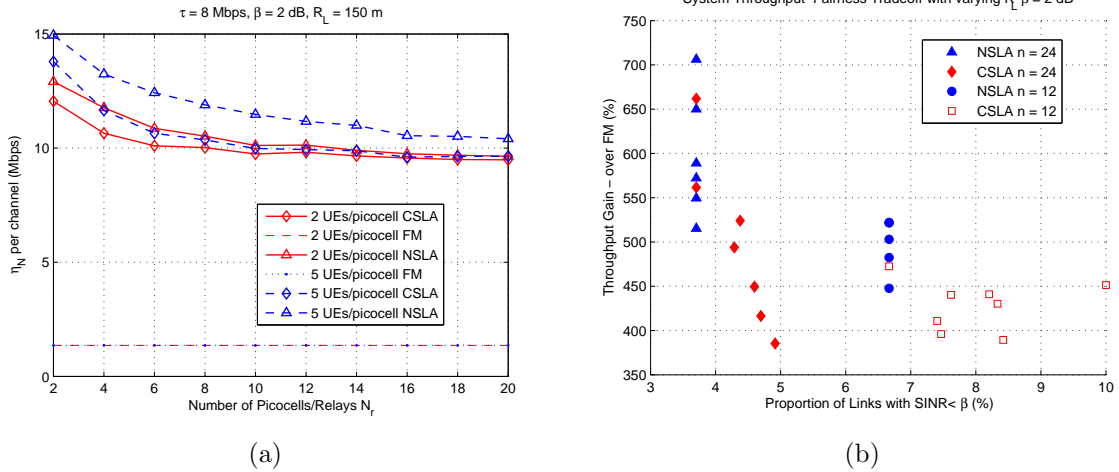 τ = 8 Mbps, β = 2 dB, R_L = 150 m
η_N per channel (Mbps)
15
10
5
0
2 UEs/picocell CSLA
2 UEs/picocell FM
2 UEs/picocell NSLA
5 UEs/picocell FM
5 UEs/picocell CSLA
5 UEs/picocell NSLA
2 4 6 8 10 12 14 16 18 20
Number of Picocells/Relays N_r
(a)
System Throughput-Fairness Tradeoff with varying R_L β = 2 dB
Throughput Gain – over FM (%)
750
700
650
600
550
500
450
400
350
NSLA n = 24
CSLA n = 24
NSLA n = 12
CSLA n = 12
3 4 5 6 7 8 9 10
Proportion of Links with SINR< β (%)
(b)